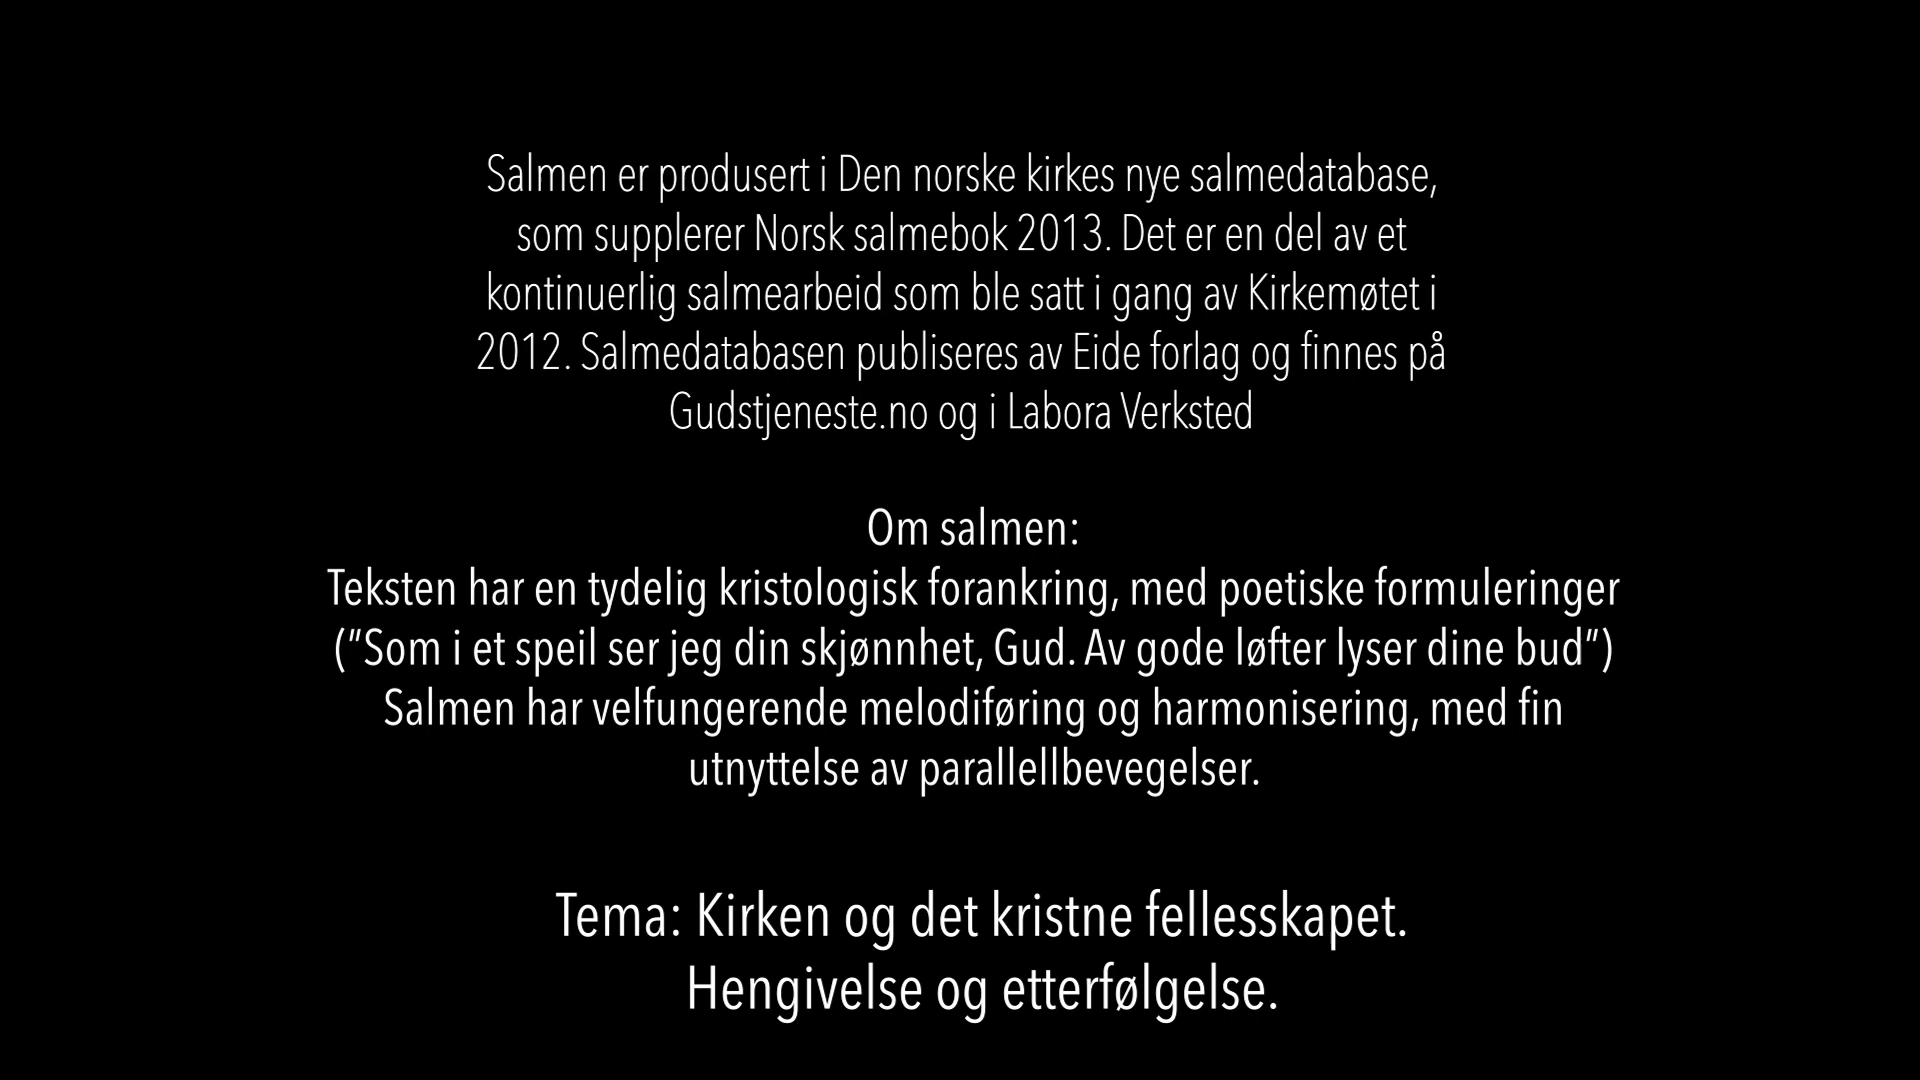 Salmen er produsert i Den norske kirkes nye salmedatabase,
som supplerer Norsk salmebok 2013. Det er en del av et
kontinuerlig salmearbeid som ble satt i gang av Kirkemøtet i
2012. Salmedatabasen publiseres av Eide forlag og finnes på
Gudstjeneste.no og i Labora Verksted
Om salmen:
Teksten har en tydelig kristologisk forankring, med poetiske formuleringer
("Som i et speil ser jeg din skjønnhet, Gud. Av gode løfter lyser dine bud")
Salmen har velfungerende melodiføring og harmonisering, med fin
utnyttelse av parallellbevegelser.
Tema: Kirken og det kristne fellesskapet.
Hengivelse og etterfølgelse.